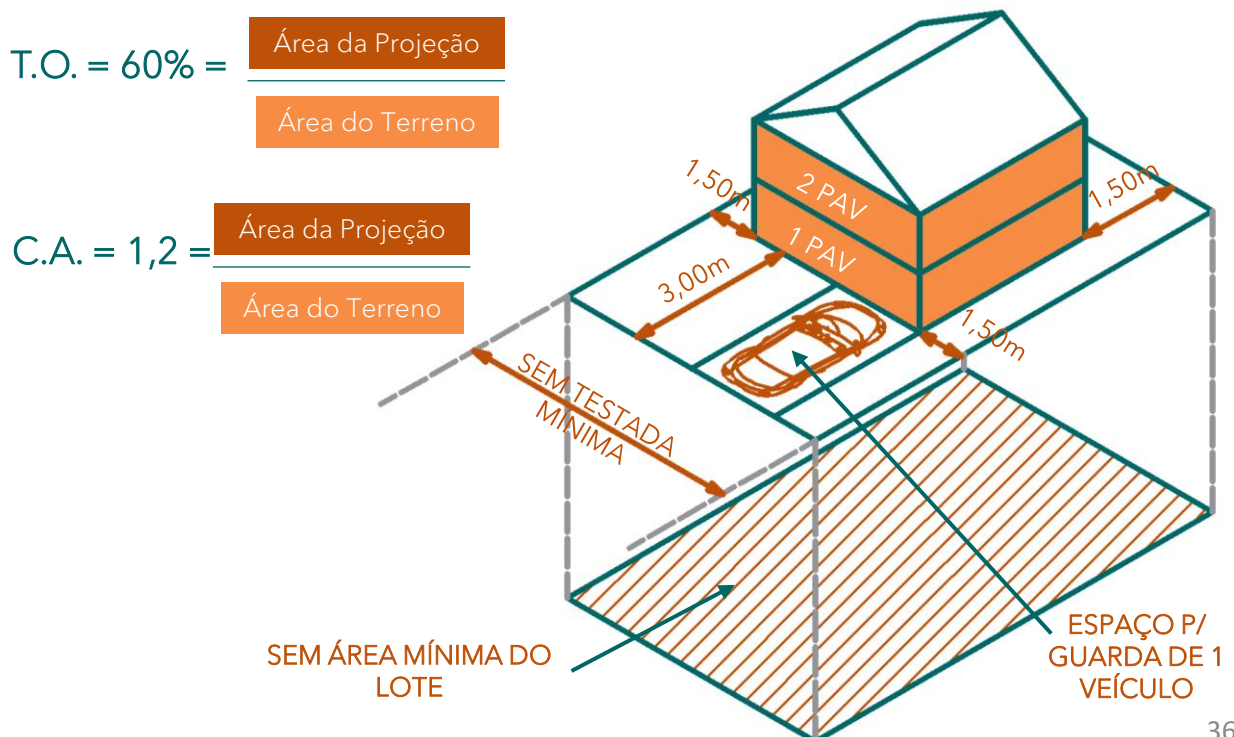 T.O. = 60% =
Área da Projeção
Área do Terreno
C.A. = 1,2 =
Área da Projeção
Área do Terreno
1,50m
2 PAV
1 PAV
1,50m
3,00m
1,50m
SEM TESTADA
MÍNIMA
SEM ÁREA MÍNIMA DO
LOTE
ESPAÇO P/
GUARDA DE 1
VEÍCULO
36